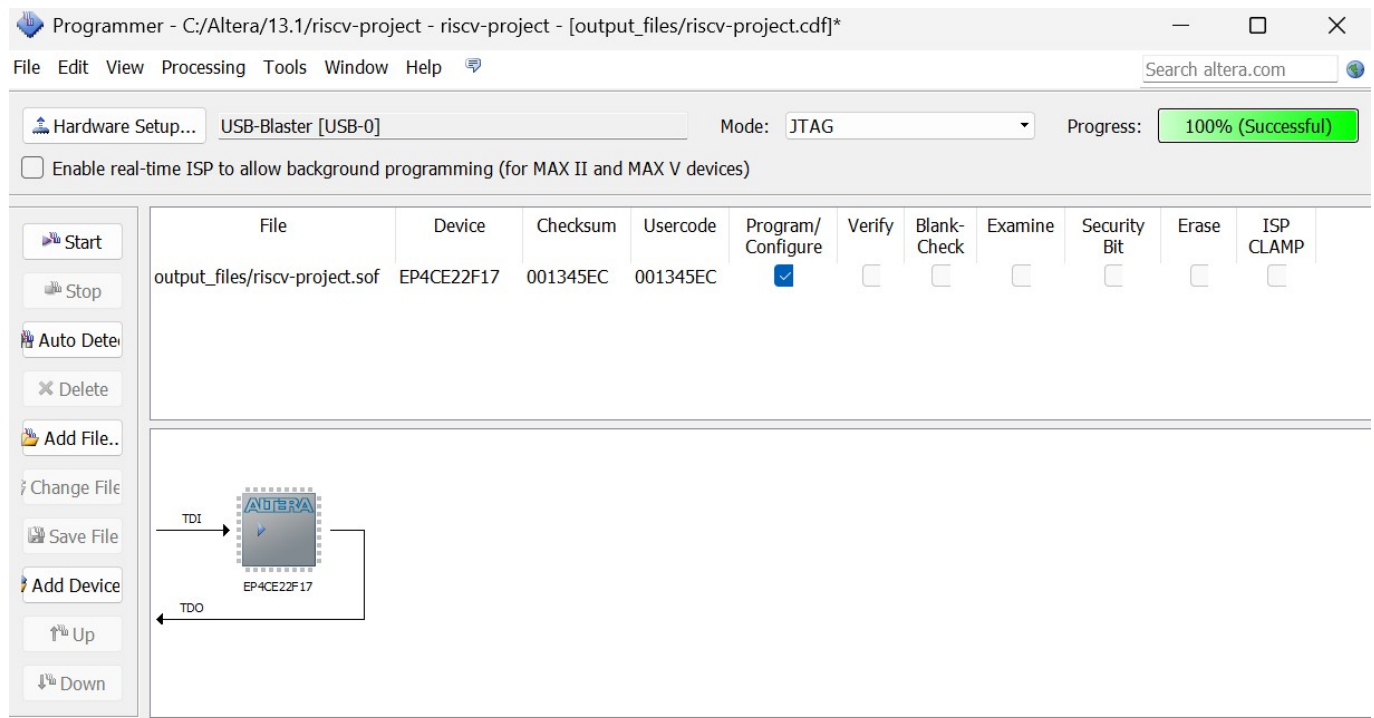 Programmer - C:/Altera/13.1/riscv-project - riscv-project - [output_files/riscv-project.cdf]*
File Edit View Processing Tools Window Help
Search altera.com
Hardware Setup... USB-Blaster [USB-0] Mode: JTAG Progress: 100% (Successful)
Enable real-time ISP to allow background programming (for MAX II and MAX V devices)
File Device Checksum Usercode Program/ Verify Blank- Examine Security Erase ISP
Configure Check Bit CLAMP
output_files/riscv-project.sof EP4CE22F17 001345EC 001345EC
Start
Stop
Auto Dete
Delete
Add File..
Change File
Save File
Add Device
Up
Down
ALTERA
TDI
EP4CE22F17
TDO